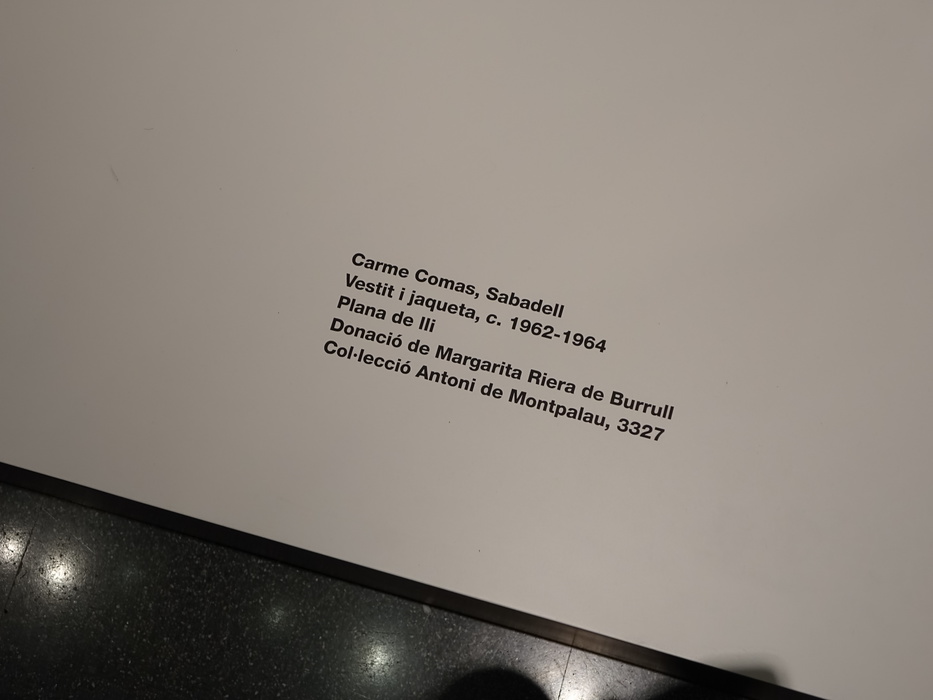 Carme Comas, Sabadell
Vestit i jaqueta, c. 1962-1964
Plana de lli
Donació de Margarita Riera de Burrull
Col·lecció Antoni de Montpalau, 3327